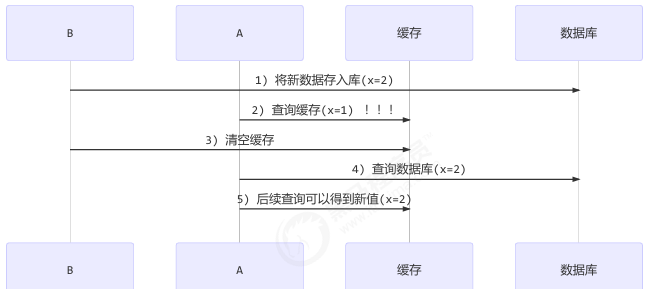 B A 缓存 数据库
1) 将新数据存入库(x=2)
2) 查询缓存(x=1) ！！！
3) 清空缓存
4) 查询数据库(x=2)
5) 后续查询可以得到新值(x=2)
B A 缓存 数据库